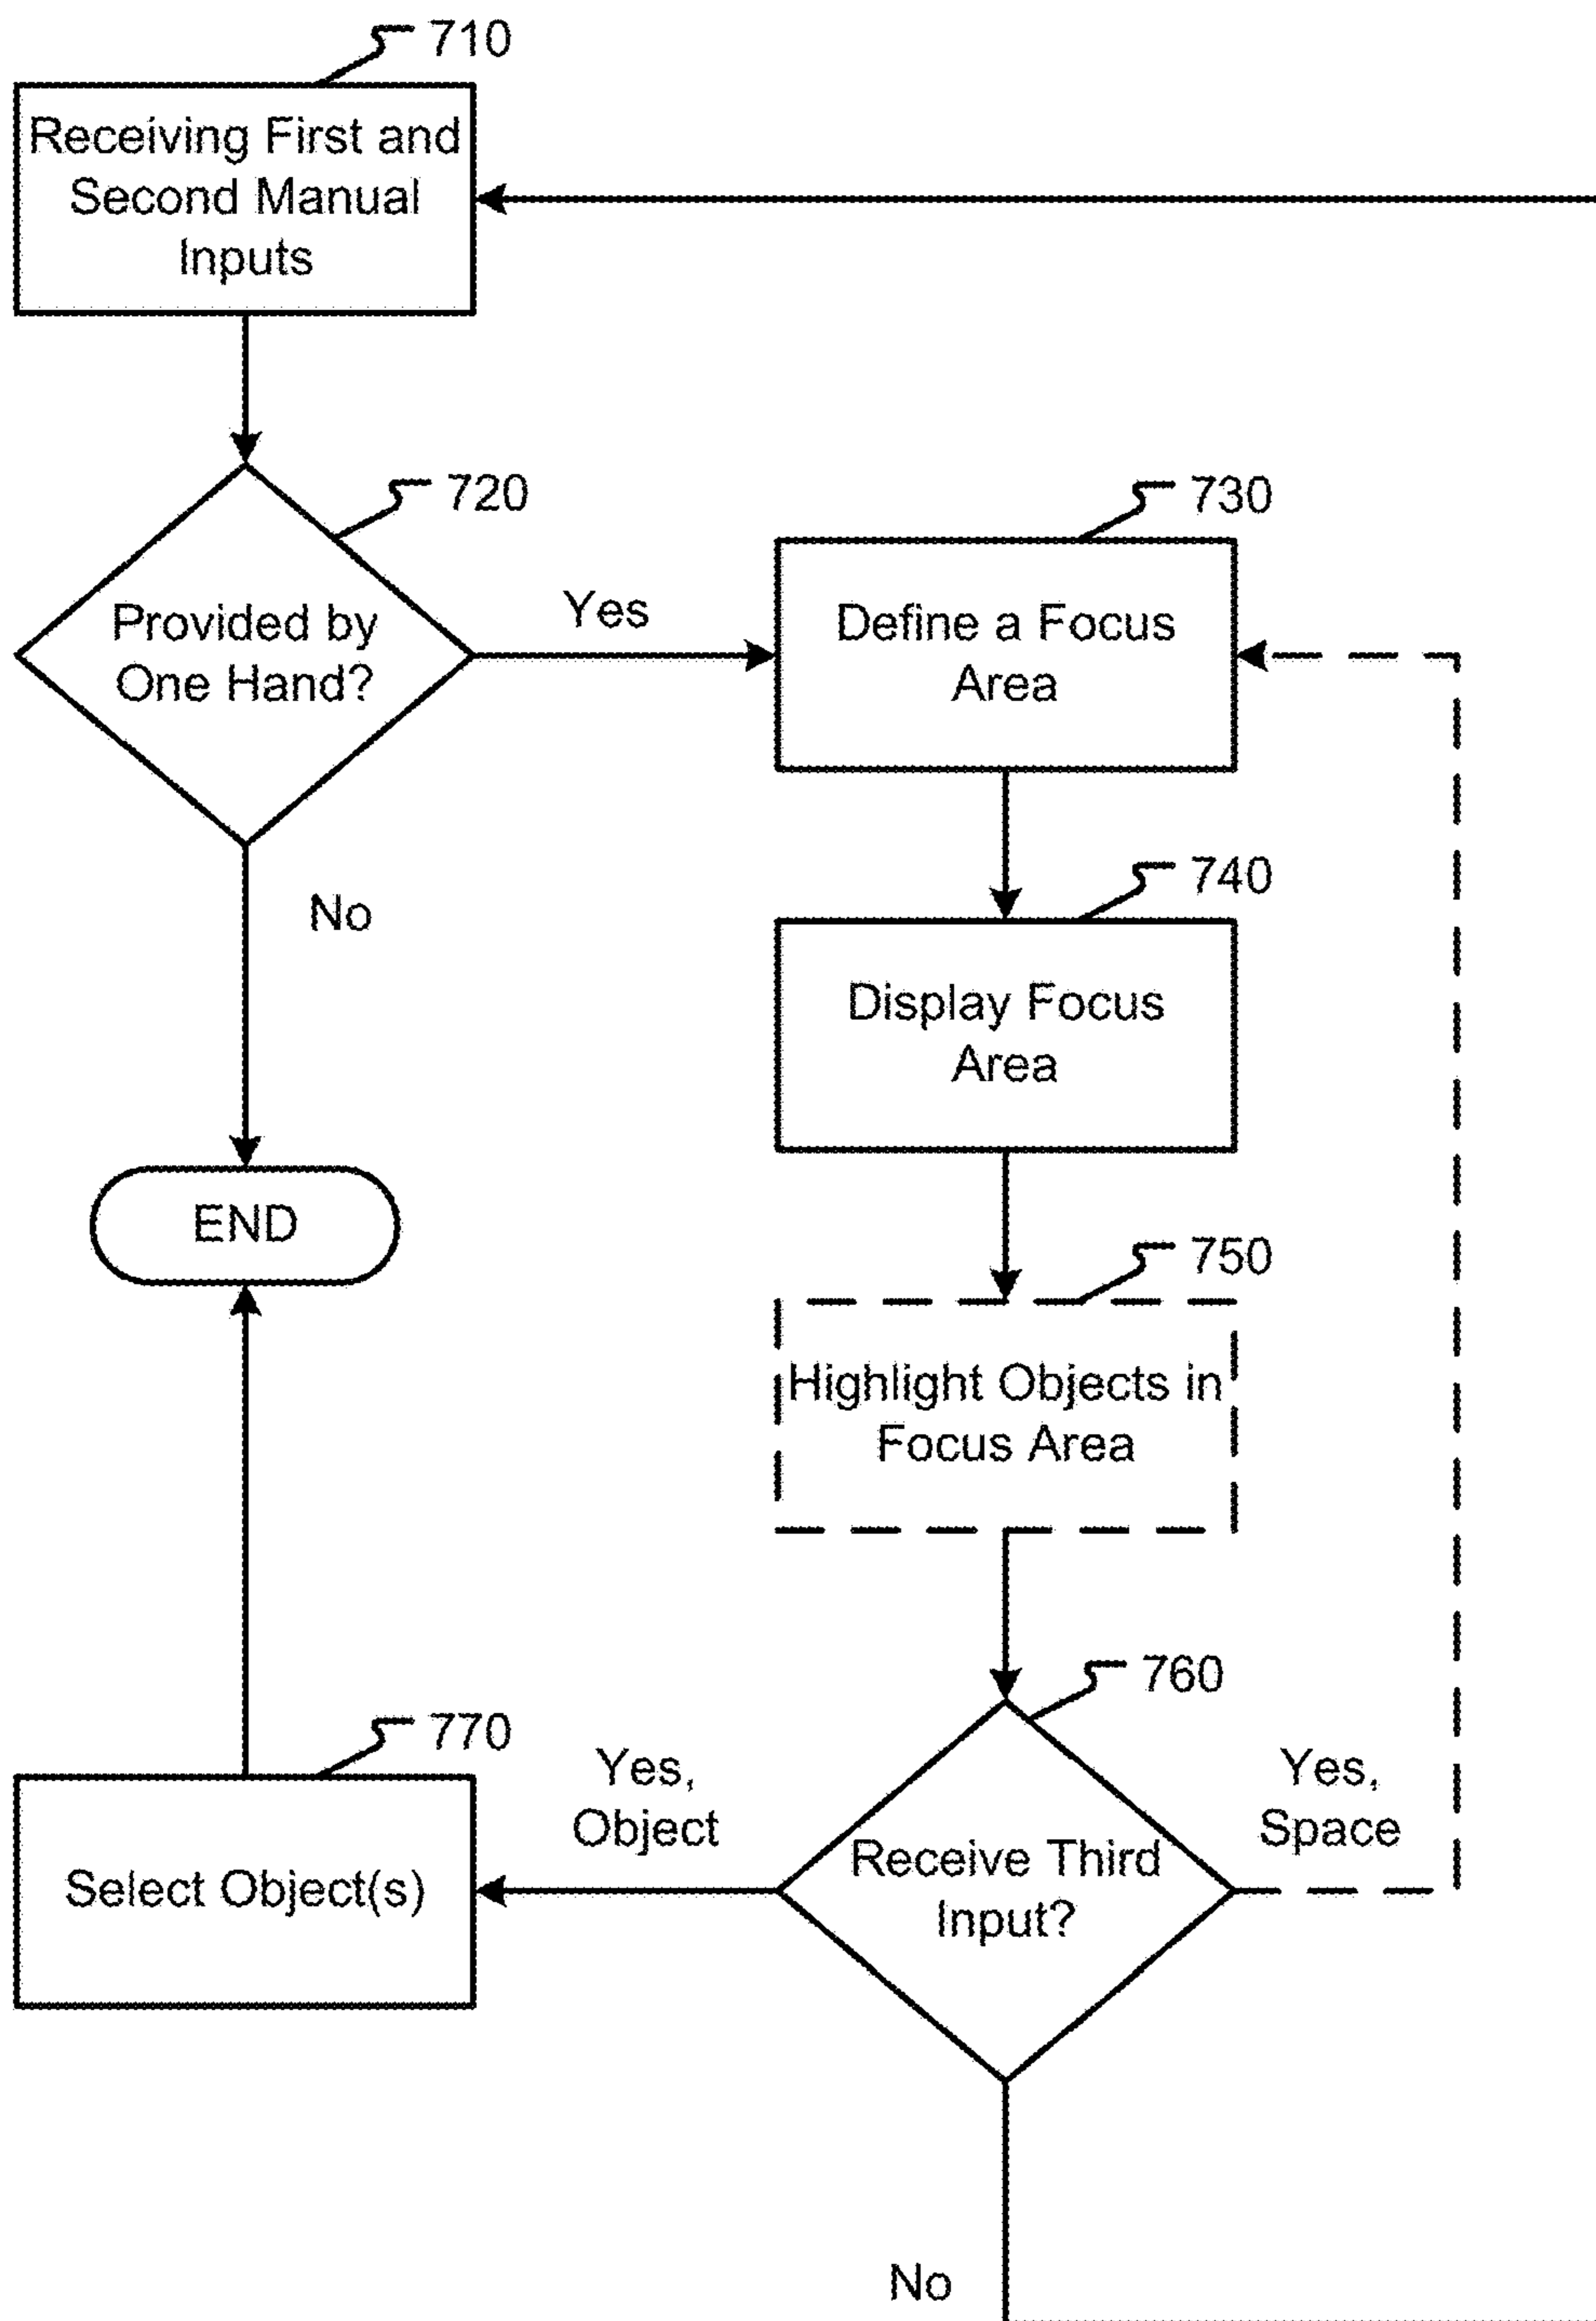 710
Receiving First and
Second Manual
Inputs
720
Provided by
One Hand?
Yes
No
730
Define a Focus
Area
740
Display Focus
Area
END
750
Highlight Objects in
Focus Area
760
Receive Third
Input?
Yes,
Object
Yes,
Space
770
Select Object(s)
No